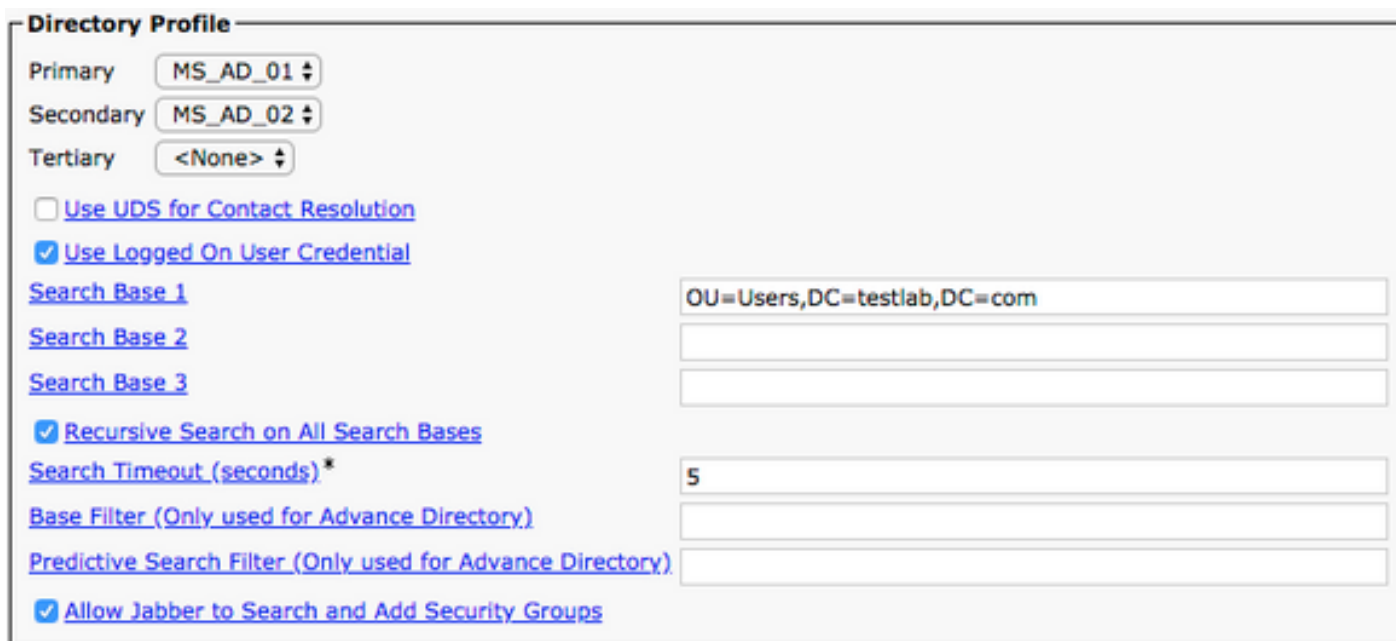 Directory Profile
Primary MS_AD_01
Secondary MS_AD_02
Tertiary <None>
Use UDS for Contact Resolution
Use Logged On User Credential
Search Base 1 OU=Users,DC=testlab,DC=com
Search Base 2
Search Base 3
Recursive Search on All Search Bases
Search Timeout (seconds)* 5
Base Filter (Only used for Advance Directory)
Predictive Search Filter (Only used for Advance Directory)
Allow Jabber to Search and Add Security Groups